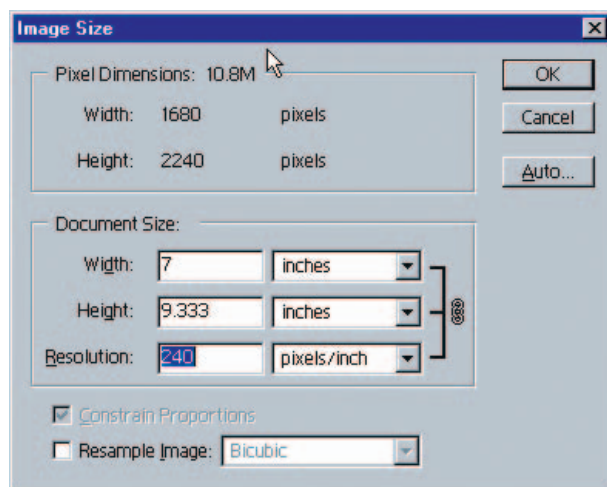 Image Size
Pixel Dimensions: 10.8M
OK
Width: 1680 pixels
Cancel
Height: 2240 pixels
Auto...
Document Size:
Width: 7 inches
Height: 9.333 inches
Resolution: 240 pixels/inch
Constrain Proportions
Resample Image: Bicubic